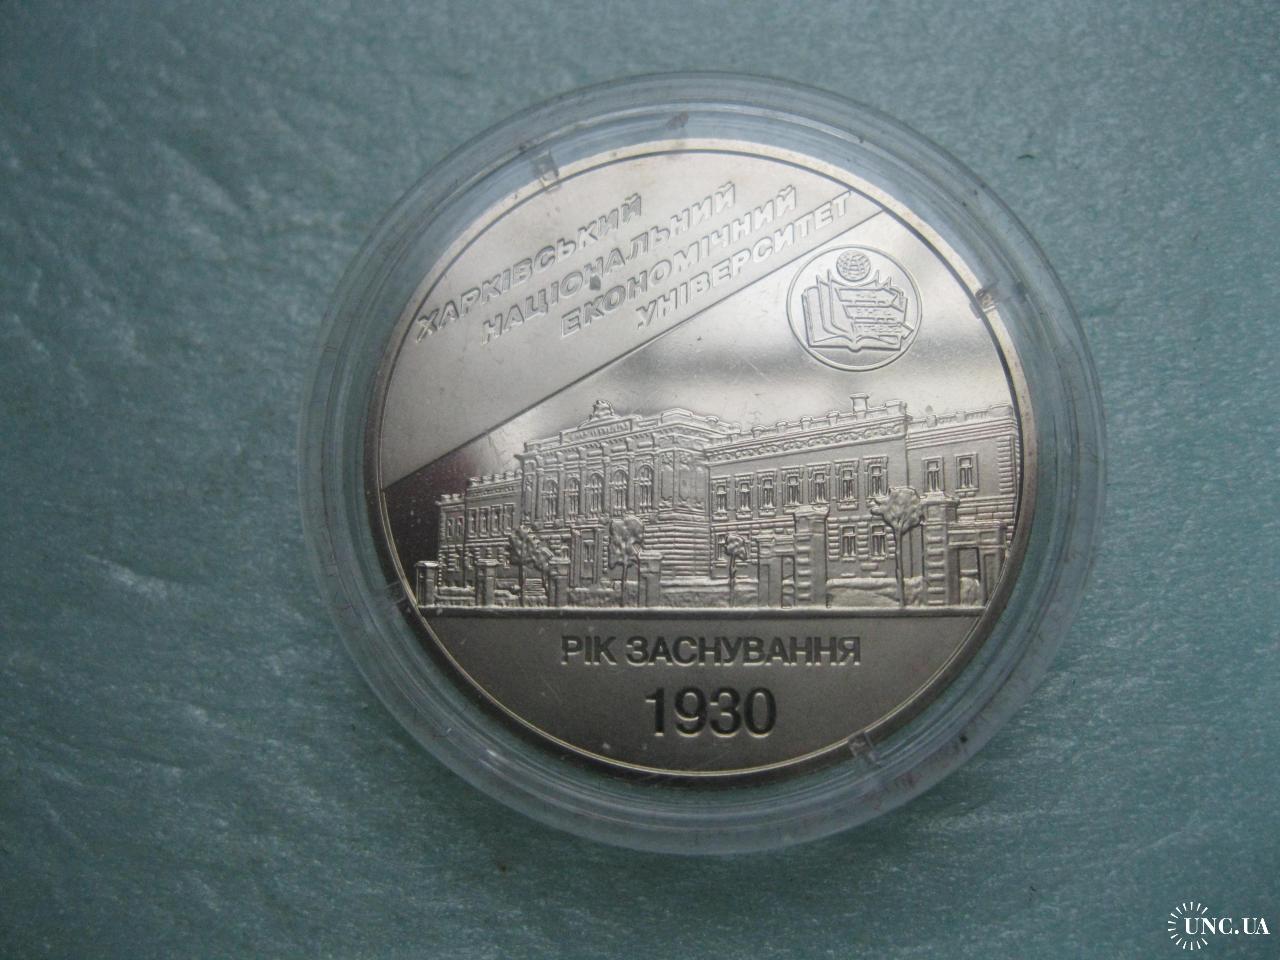 ХАРКІВСЬКИЙ
НАЦІОНАЛЬНИЙ
ЕКОНОМІЧНИЙ
УНІВЕРСИТЕТ
РІК ЗАСНУВАННЯ
1930
UNC.UA